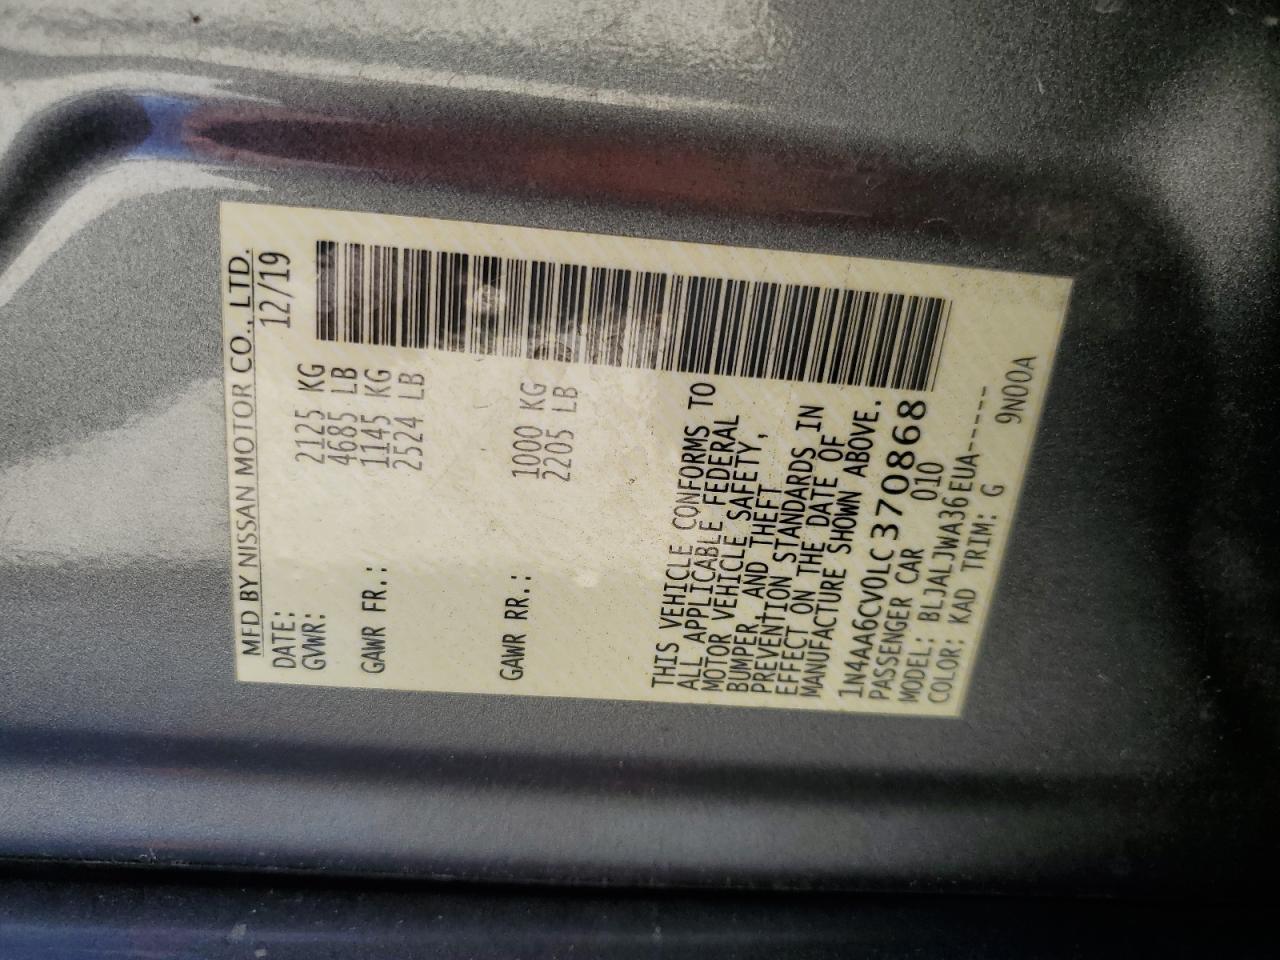 MFD BY NISSAN MOTOR CO., LTD.
DATE: 12/19
GVWR: 2125 KG
4685 LB
GAWR FR.: 1145 KG
2524 LB
GAWR RR.: 1000 KG
2205 LB
THIS VEHICLE CONFORMS TO
ALL APPLICABLE FEDERAL
MOTOR VEHICLE SAFETY,
BUMPER, AND THEFT
PREVENTION STANDARDS IN
EFFECT ON THE DATE OF
MANUFACTURE SHOWN ABOVE.
1N4AA6CV0LC370868
PASSENGER CAR 010
MODEL: BLJALJWA36EUA-----
COLOR: KAD TRIM: G 9N00A